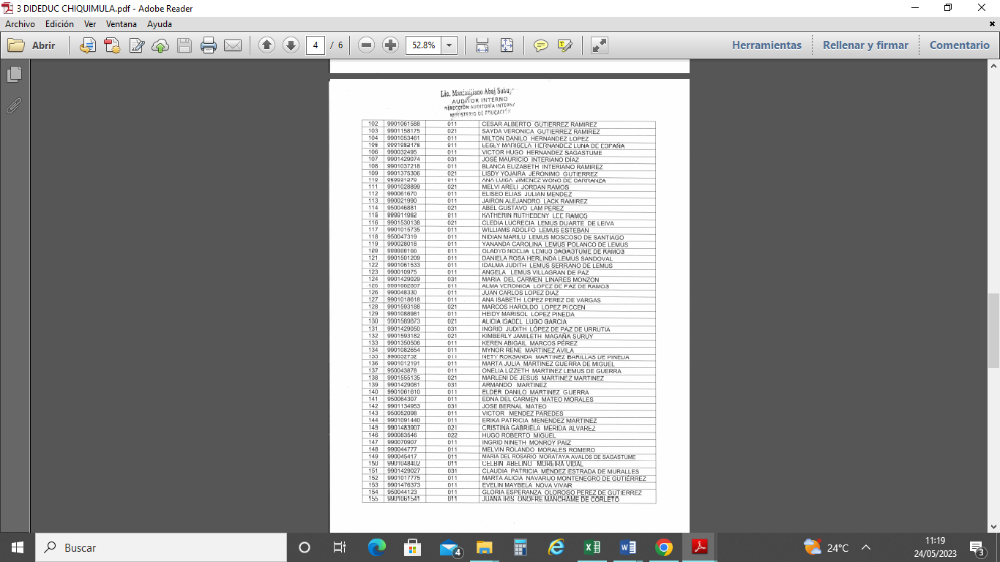 3 DIDEDUC CHIQUIMULA.pdf - Adobe Reader
Archivo Edición Ver Ventana Ayuda
Abrir 4 / 6 52.8% Herramientas Rellenar y firmar Comentario
Lic. Maximiliano Abaj Subuy
AUDITOR INTERNO
DIRECCIÓN AUDITORÍA INTERNA
MINISTERIO DE EDUCACIÓN
102 9901061588 011 CESAR ALBERTO GUTIERREZ RAMIREZ
103 9901158175 021 SAYDA VERONICA GUTIERREZ RAMIREZ
104 9901053461 011 MILTON DANILO HERNANDEZ LOPEZ
105 011 HERNANDEZ LUNA DE ESPAÑA
106 990032495 011 VICTOR HUGO HERNANDEZ SAGASTUME
107 9901429074 031 JOSÉ MAURICIO INTERIANO DÍAZ
108 9901037218 011 BLANCA ELIZABETH INTERIANO RAMIREZ
109 9901375306 021 LISDY YOJAIRA JERONIMO GUTIERREZ
110 011 ANA LUISA JIMENEZ WONG DE CARRANZA
111 9901028899 021 MELVI ARELI JORDAN RAMOS
112 990061670 011 ELISEO ELIAS JULIAN MENDEZ
113 990021990 011 JAIRON ALEJANDRO LACK RAMIREZ
114 950046881 021 ABEL GUSTAVO LAM PEREZ
115 990011962 011 KATHERIN RUTHEBENY LEE RAMOS
116 9901530138 021 CLEDIA LUCRECIA LEMUS DUARTE DE LEIVA
117 9901015735 011 WILLIAMS ADOLFO LEMUS ESTEBAN
118 950047319 011 NIDIAN MARILU LEMUS MOSCOSO DE SANTIAGO
119 990028018 011 YANANDA CAROLINA LEMUS POLANCO DE LEMUS
120 011 GLADYS NOELIA LEMUS SAGASTUME DE RAMOS
121 9901501209 011 DANIELA ROSA HERLINDA LEMUS SANDOVAL
122 9901061533 011 IDALMA JUDITH LEMUS SERRANO DE LEMUS
123 990010975 011 ANGELA LEMUS VILLAGRAN DE PAZ
124 9901429029 031 MARIA DEL CARMEN LINARES MONZON
125 011 ALMA VERONICA LOPEZ DE PAZ DE RAMOS
126 990048330 011 JUAN CARLOS LOPEZ DIAZ
127 9901018618 011 ANA ISABETH LOPEZ PEREZ DE VARGAS
128 9901593188 021 MARCOS HAROLDO LOPEZ PICCEN
129 9901088981 011 HEIDY MARISOL LOPEZ PINEDA
130 9901569873 021 ALICIA ISABEL LUGO GARCIA
131 9901429050 031 INGRID JUDITH LÓPEZ DE PAZ DE URRUTIA
132 9901593182 021 KIMBERLY JAMILETH MAGAÑA SURUY
133 9901350506 011 KEREN ABIGAIL MARCOS PÉREZ
134 9901082654 011 MYNOR RENE MARTINEZ AVILA
135 990032732 011 NETY ROKSANDA MARTINEZ BARILLAS DE PINEDA
136 9901012191 011 MARTA JULIA MARTINEZ GUERRA DE MIGUEL
137 950043878 011 ONELIA LIZZETH MARTINEZ LEMUS DE GUERRA
138 9901555135 021 MARLENI DE JESUS MARTINEZ MARTINEZ
139 9901429081 031 ARMANDO MARTINEZ
140 9901061610 011 ELDER DANILO MARTINEZ GUERRA
141 950064307 011 EDNA DEL CARMEN MATEO MORALES
142 9901134953 031 JOSE BERNAL MATEO
143 950052098 011 VICTOR MENDEZ PAREDES
144 9901091440 011 ERIKA PATRICIA MENENDEZ MARTINEZ
145 9901483907 021 CRISTINA GABRIELA MERIDA ALVAREZ
146 990083546 022 HUGO ROBERTO MIGUEL
147 990070907 011 INGRID NINETH MONROY PAIZ
148 990044777 011 MELVIN ROLANDO MORALES ROMERO
149 990045417 011 MARIA DEL ROSARIO MORATAYA AVALOS DE SAGASTUME
150 9901048402 011 CELBIN ABELINO MOREIRA VIDAL
151 9901429027 031 CLAUDIA PATRICIA MÉNDEZ ESTRADA DE MURALLES
152 9901017775 011 MARTA ALICIA NAVARIJO MONTENEGRO DE GUTIÉRREZ
153 9901476373 011 EVELIN MAYBELA NOVA VIVAR
154 950044123 011 GLORIA ESPERANZA OLOROSO PEREZ DE GUTIERREZ
155 9901061541 011 JUANA IRIS ONOFRE MANCHAME DE CORLETO
Buscar 4 24°C 11:19
24/05/2023 3